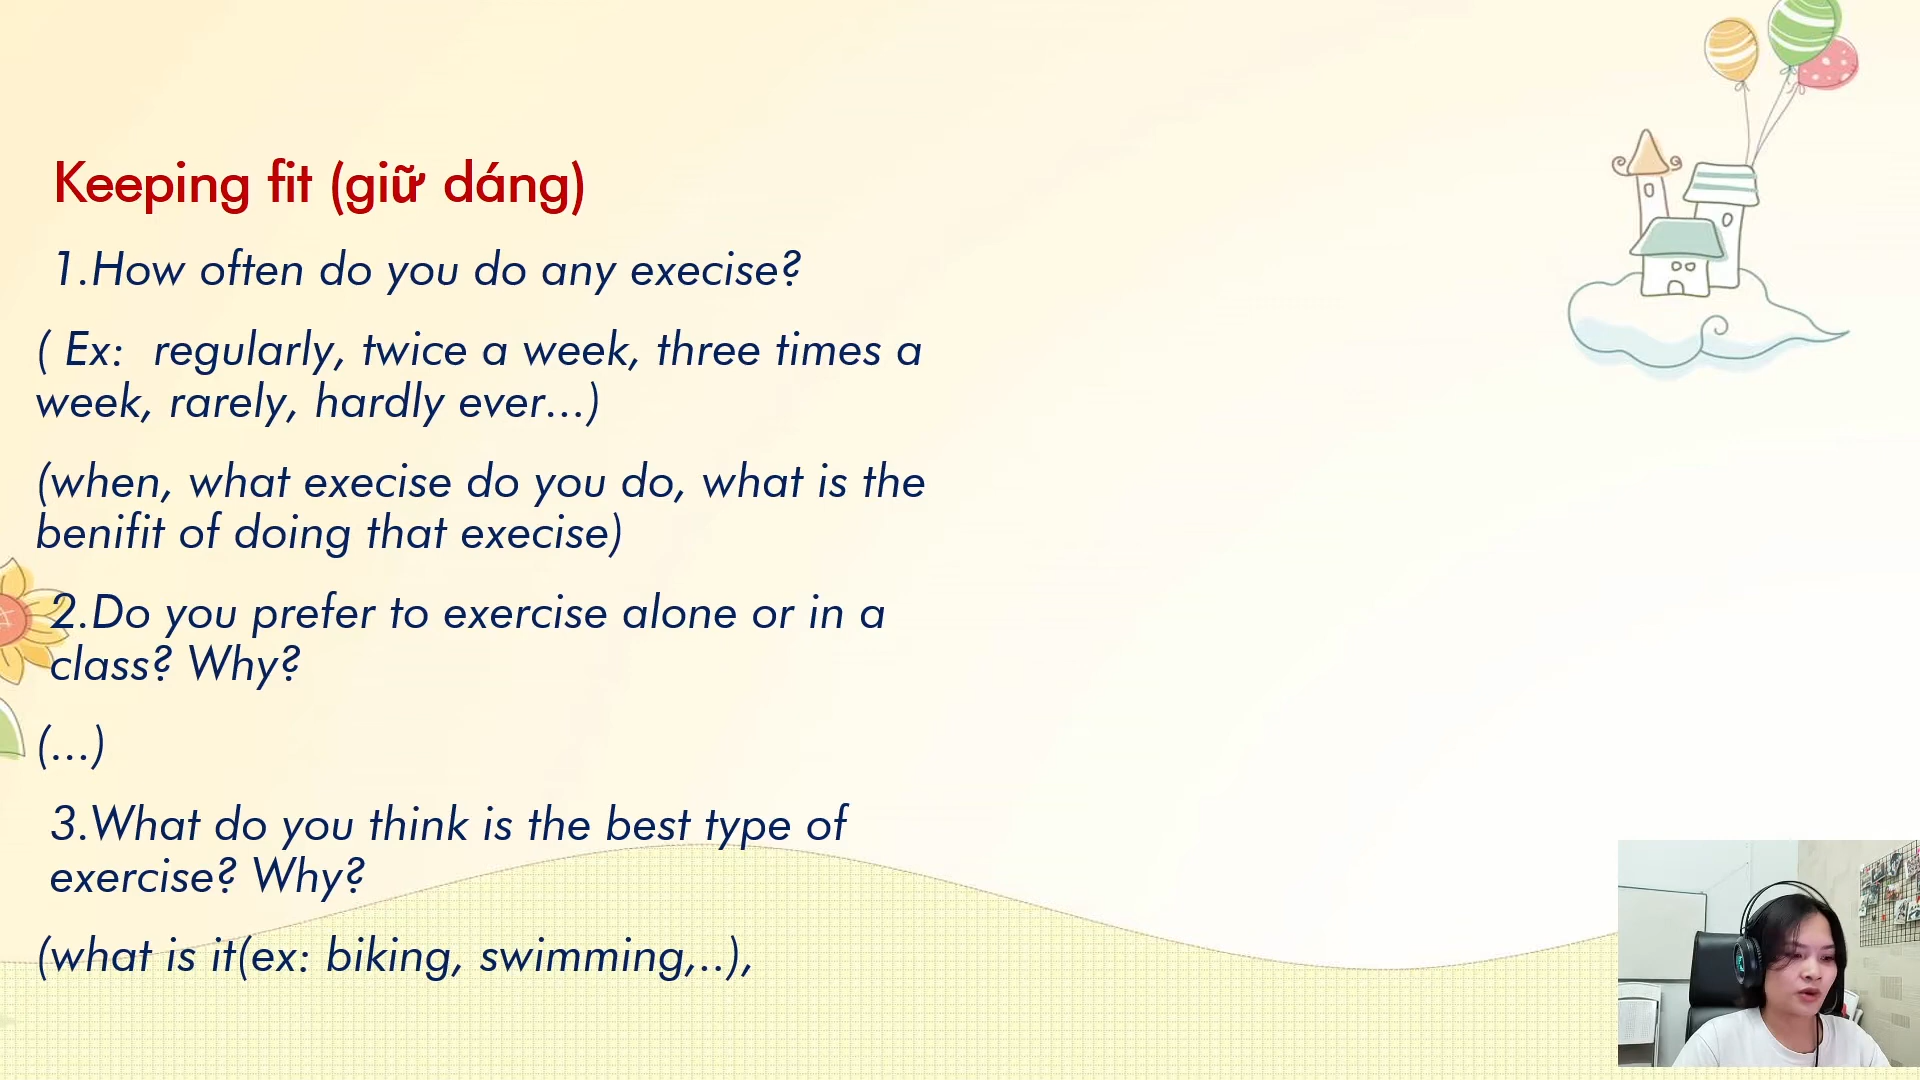 Keeping fit (giữ dáng)
1.How often do you do any execise?
( Ex:  regularly, twice a week, three times a
week, rarely, hardly ever...)
(when, what execise do you do, what is the
benifit of doing that execise)
2.Do you prefer to exercise alone or in a
class? Why?
(...)
3.What do you think is the best type of
exercise? Why?
(what is it(ex: biking, swimming,..),